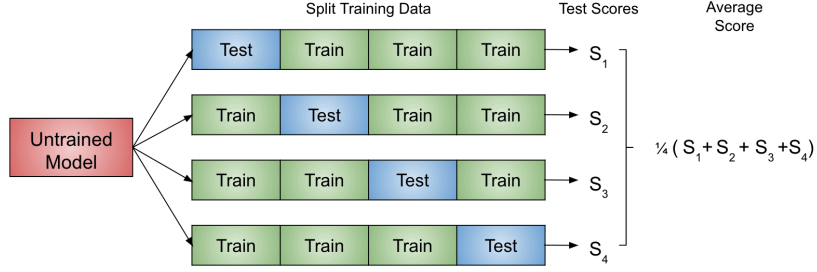 Split Training Data Test Scores Average
Score
Test Train Train Train S1
Train Test Train Train S2
Untrained
Model
¼ ( S1+ S2 + S3 +S4)
Train Train Test Train S3
Train Train Train Test S4